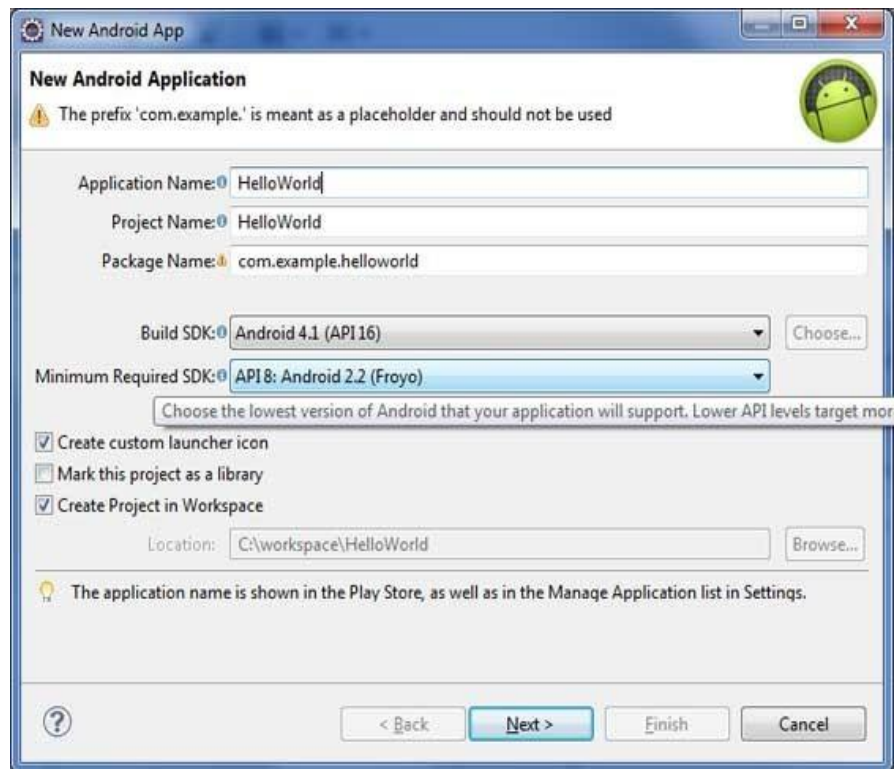 New Android App
New Android Application
The prefix 'com.example.' is meant as a placeholder and should not be used
Application Name: HelloWorld
Project Name: HelloWorld
Package Name: com.example.helloworld
Build SDK: Android 4.1 (API 16) Choose...
Minimum Required SDK: API 8: Android 2.2 (Froyo)
Choose the lowest version of Android that your application will support. Lower API levels target mor
Create custom launcher icon
Mark this project as a library
Create Project in Workspace
Location: C:\workspace\HelloWorld Browse...
The application name is shown in the Play Store, as well as in the Manage Application list in Settings.
? < Back Next > Finish Cancel